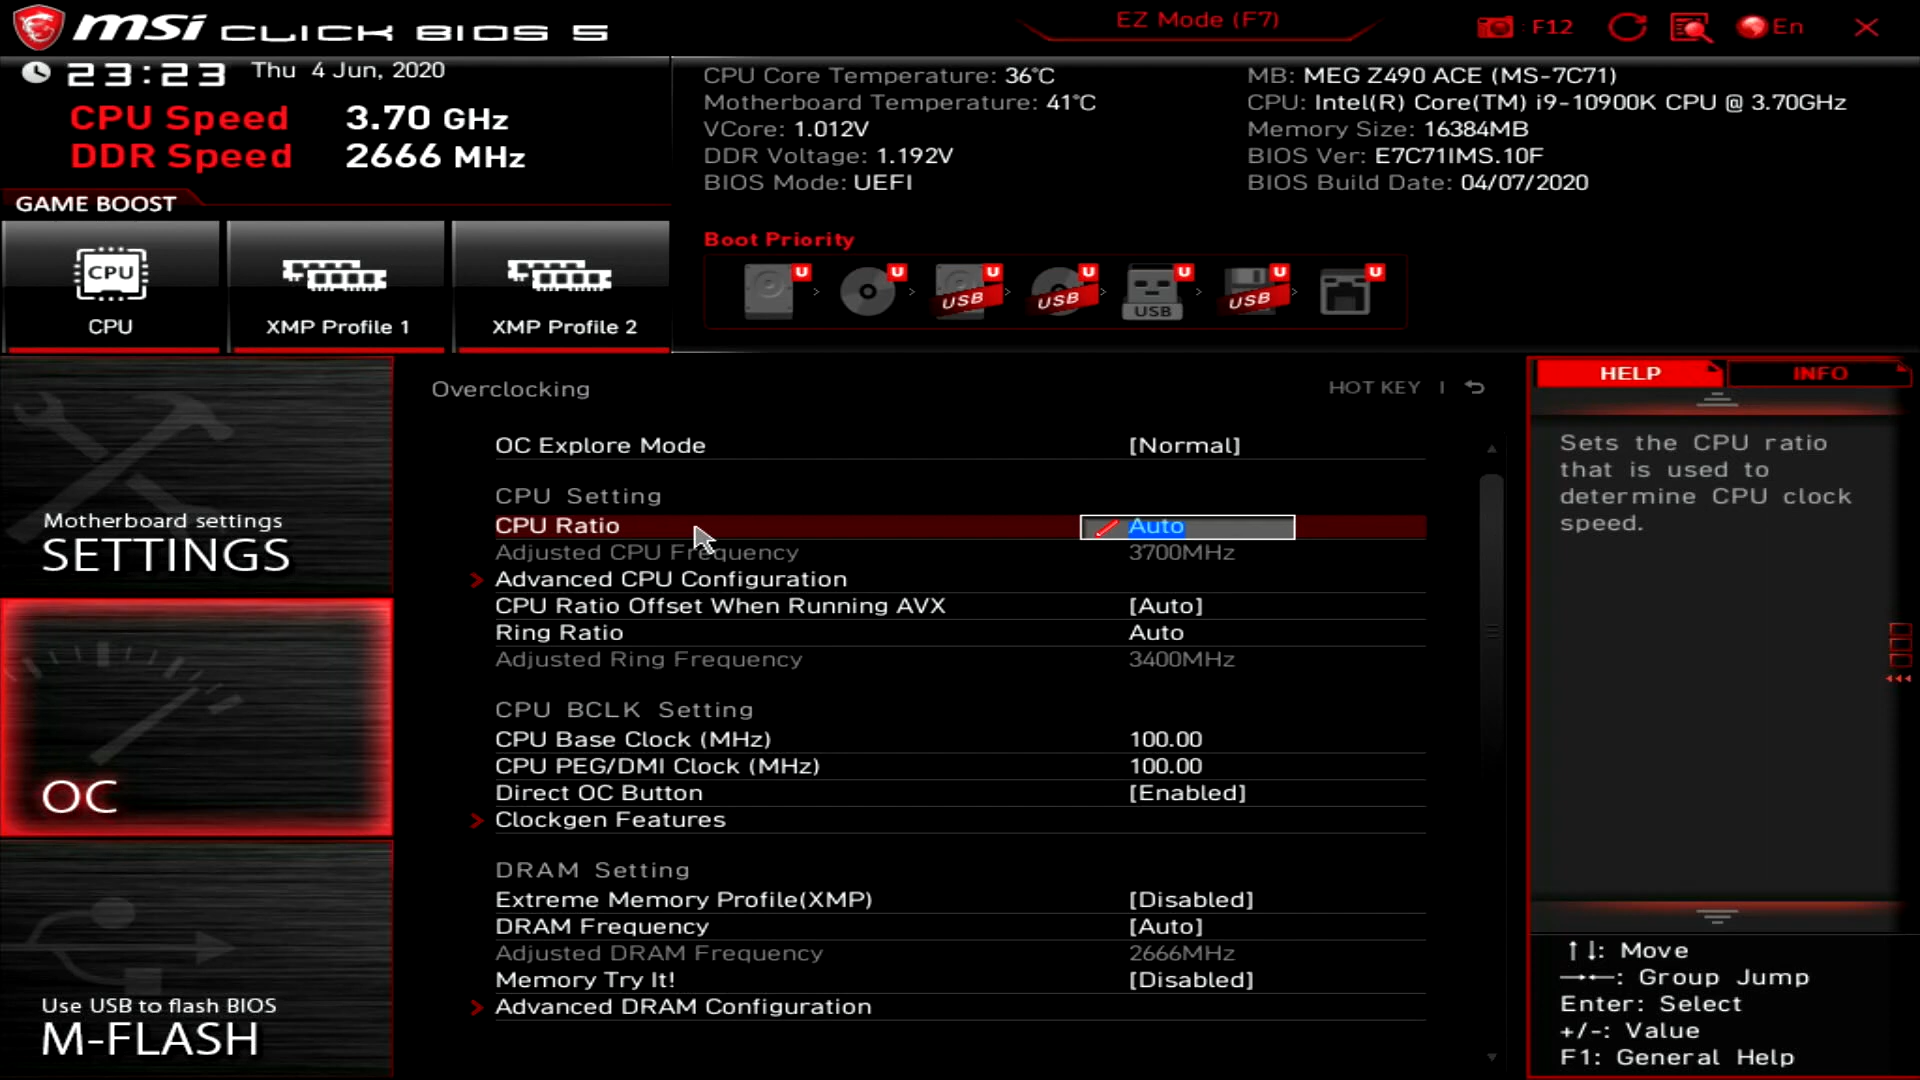 msi CLICK BIOS 5
EZ Mode (F7)
: F12
En
23:23 Thu 4 Jun, 2020
CPU Speed 3.70 GHz
DDR Speed 2666 MHz
CPU Core Temperature: 36°C
Motherboard Temperature: 41°C
VCore: 1.012V
DDR Voltage: 1.192V
BIOS Mode: UEFI
MB: MEG Z490 ACE (MS-7C71)
CPU: Intel(R) Core(TM) i9-10900K CPU @ 3.70GHz
Memory Size: 16384MB
BIOS Ver: E7C71IMS.10F
BIOS Build Date: 04/07/2020
GAME BOOST
CPU
CPU
XMP Profile 1
XMP Profile 2
Boot Priority
U U U U U U U
USB USB USB USB
Motherboard settings
SETTINGS
OC
Use USB to flash BIOS
M-FLASH
Overclocking
HOT KEY |
OC Explore Mode [Normal]
CPU Setting
CPU Ratio Auto
Adjusted CPU Frequency 3700MHz
> Advanced CPU Configuration
CPU Ratio Offset When Running AVX [Auto]
Ring Ratio Auto
Adjusted Ring Frequency 3400MHz
CPU BCLK Setting
CPU Base Clock (MHz) 100.00
CPU PEG/DMI Clock (MHz) 100.00
Direct OC Button [Enabled]
> Clockgen Features
DRAM Setting
Extreme Memory Profile(XMP) [Disabled]
DRAM Frequency [Auto]
Adjusted DRAM Frequency 2666MHz
Memory Try It! [Disabled]
> Advanced DRAM Configuration
HELP
INFO
Sets the CPU ratio
that is used to
determine CPU clock
speed.
↑↓: Move
→←: Group Jump
Enter: Select
+/-: Value
F1: General Help